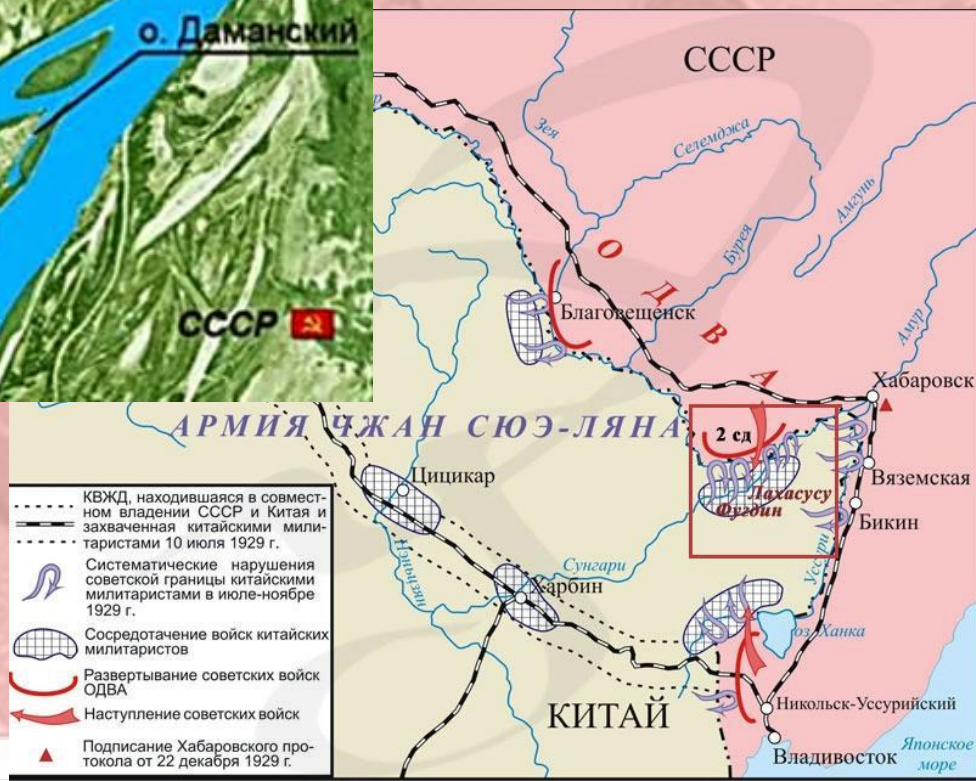 о. Даманский
СССР
СССР
Зея
Селемджа
Амгунь
Бурея
Амур
О
Д
В
А
Благовещенск
Хабаровск
АРМИЯ ЧЖАН СЮЭ-ЛЯНА
2 сд
Лахасусу
Фугдин
Вяземская
Бикин
Уссури
Цицикар
Нэньцзян
Сунгари
Харбин
оз. Ханка
КИТАЙ
Никольск-Уссурийский
Владивосток
Японское
море
КВЖД, находившаяся в совмест-
ном владении СССР и Китая и
захваченная китайскими мили-
таристами 10 июля 1929 г.
Систематические нарушения
советской границы китайскими
милитаристами в июле-ноябре
1929 г.
Сосредоточение войск китайских
милитаристов
Развертывание советских войск
ОДВА
Наступление советских войск
Подписание Хабаровского про-
токола от 22 декабря 1929 г.